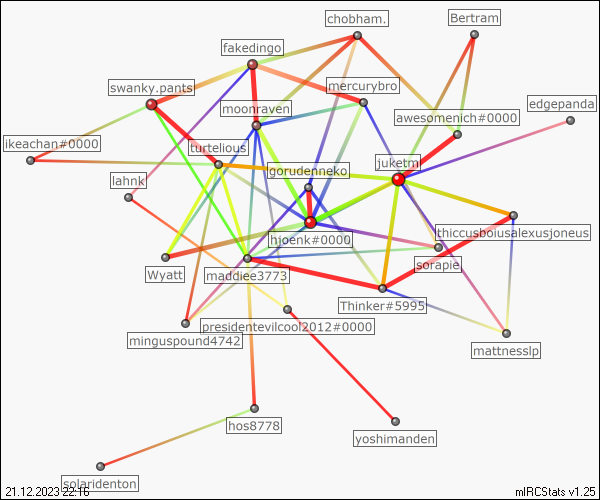 chobham.
Bertram
fakedingo
swanky.pants
mercurybro
moonraven
edgepanda
awesomenich#0000
ikeachan#0000
turtelious
juketm
gorudenneko
lahnk
thiccusboiusalexusjoneus
hjoenk#0000
Wyatt
sorapiel
maddiee3773
Thinker#5995
presidentevilcool2012#0000
minguspound4742
mattnesslp
hos8778
yoshimanden
solaridenton
21.12.2023 22:16
mIRCStats v1.25